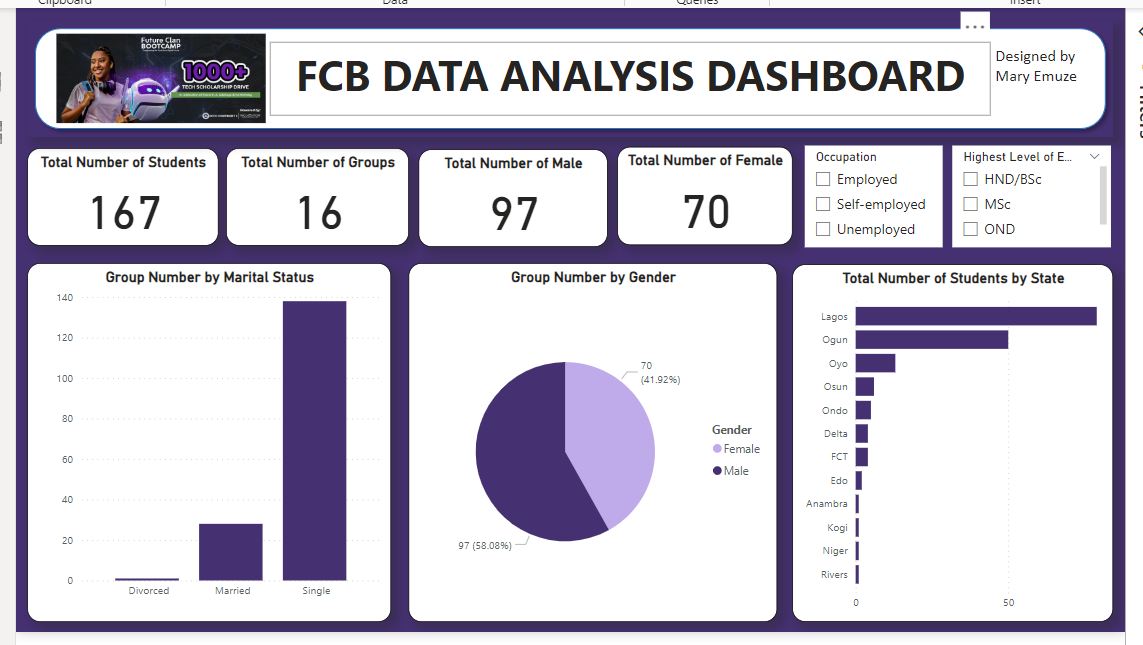 Clipboard
Data
Queries
Insert
Future Clan
BOOTCAMP
1000+
TECH SCHOLARSHIP DRIVE
FCB DATA ANALYSIS DASHBOARD
Designed by
Mary Emuze
Total Number of Students
167
Total Number of Groups
16
Total Number of Male
97
Total Number of Female
70
Occupation
Employed
Self-employed
Unemployed
Highest Level of E...
HND/BSc
MSc
OND
Group Number by Marital Status
140
120
100
80
60
40
20
0
Divorced
Married
Single
Group Number by Gender
70
(41.92%)
97 (58.08%)
Gender
Female
Male
Total Number of Students by State
Lagos
Ogun
Oyo
Osun
Ondo
Delta
FCT
Edo
Anambra
Kogi
Niger
Rivers
0
50